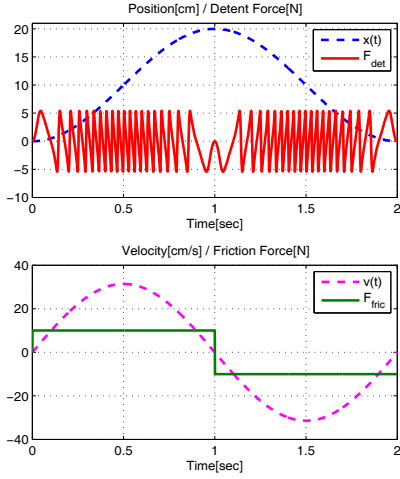 Position[cm] / Detent Force[N]
20
15
10
5
0
−5
−10
x(t)
F_det
0
0.5
1
1.5
2
Time[sec]
Velocity[cm/s] / Friction Force[N]
40
20
0
−20
−40
v(t)
F_fric
0
0.5
1
1.5
2
Time[sec]